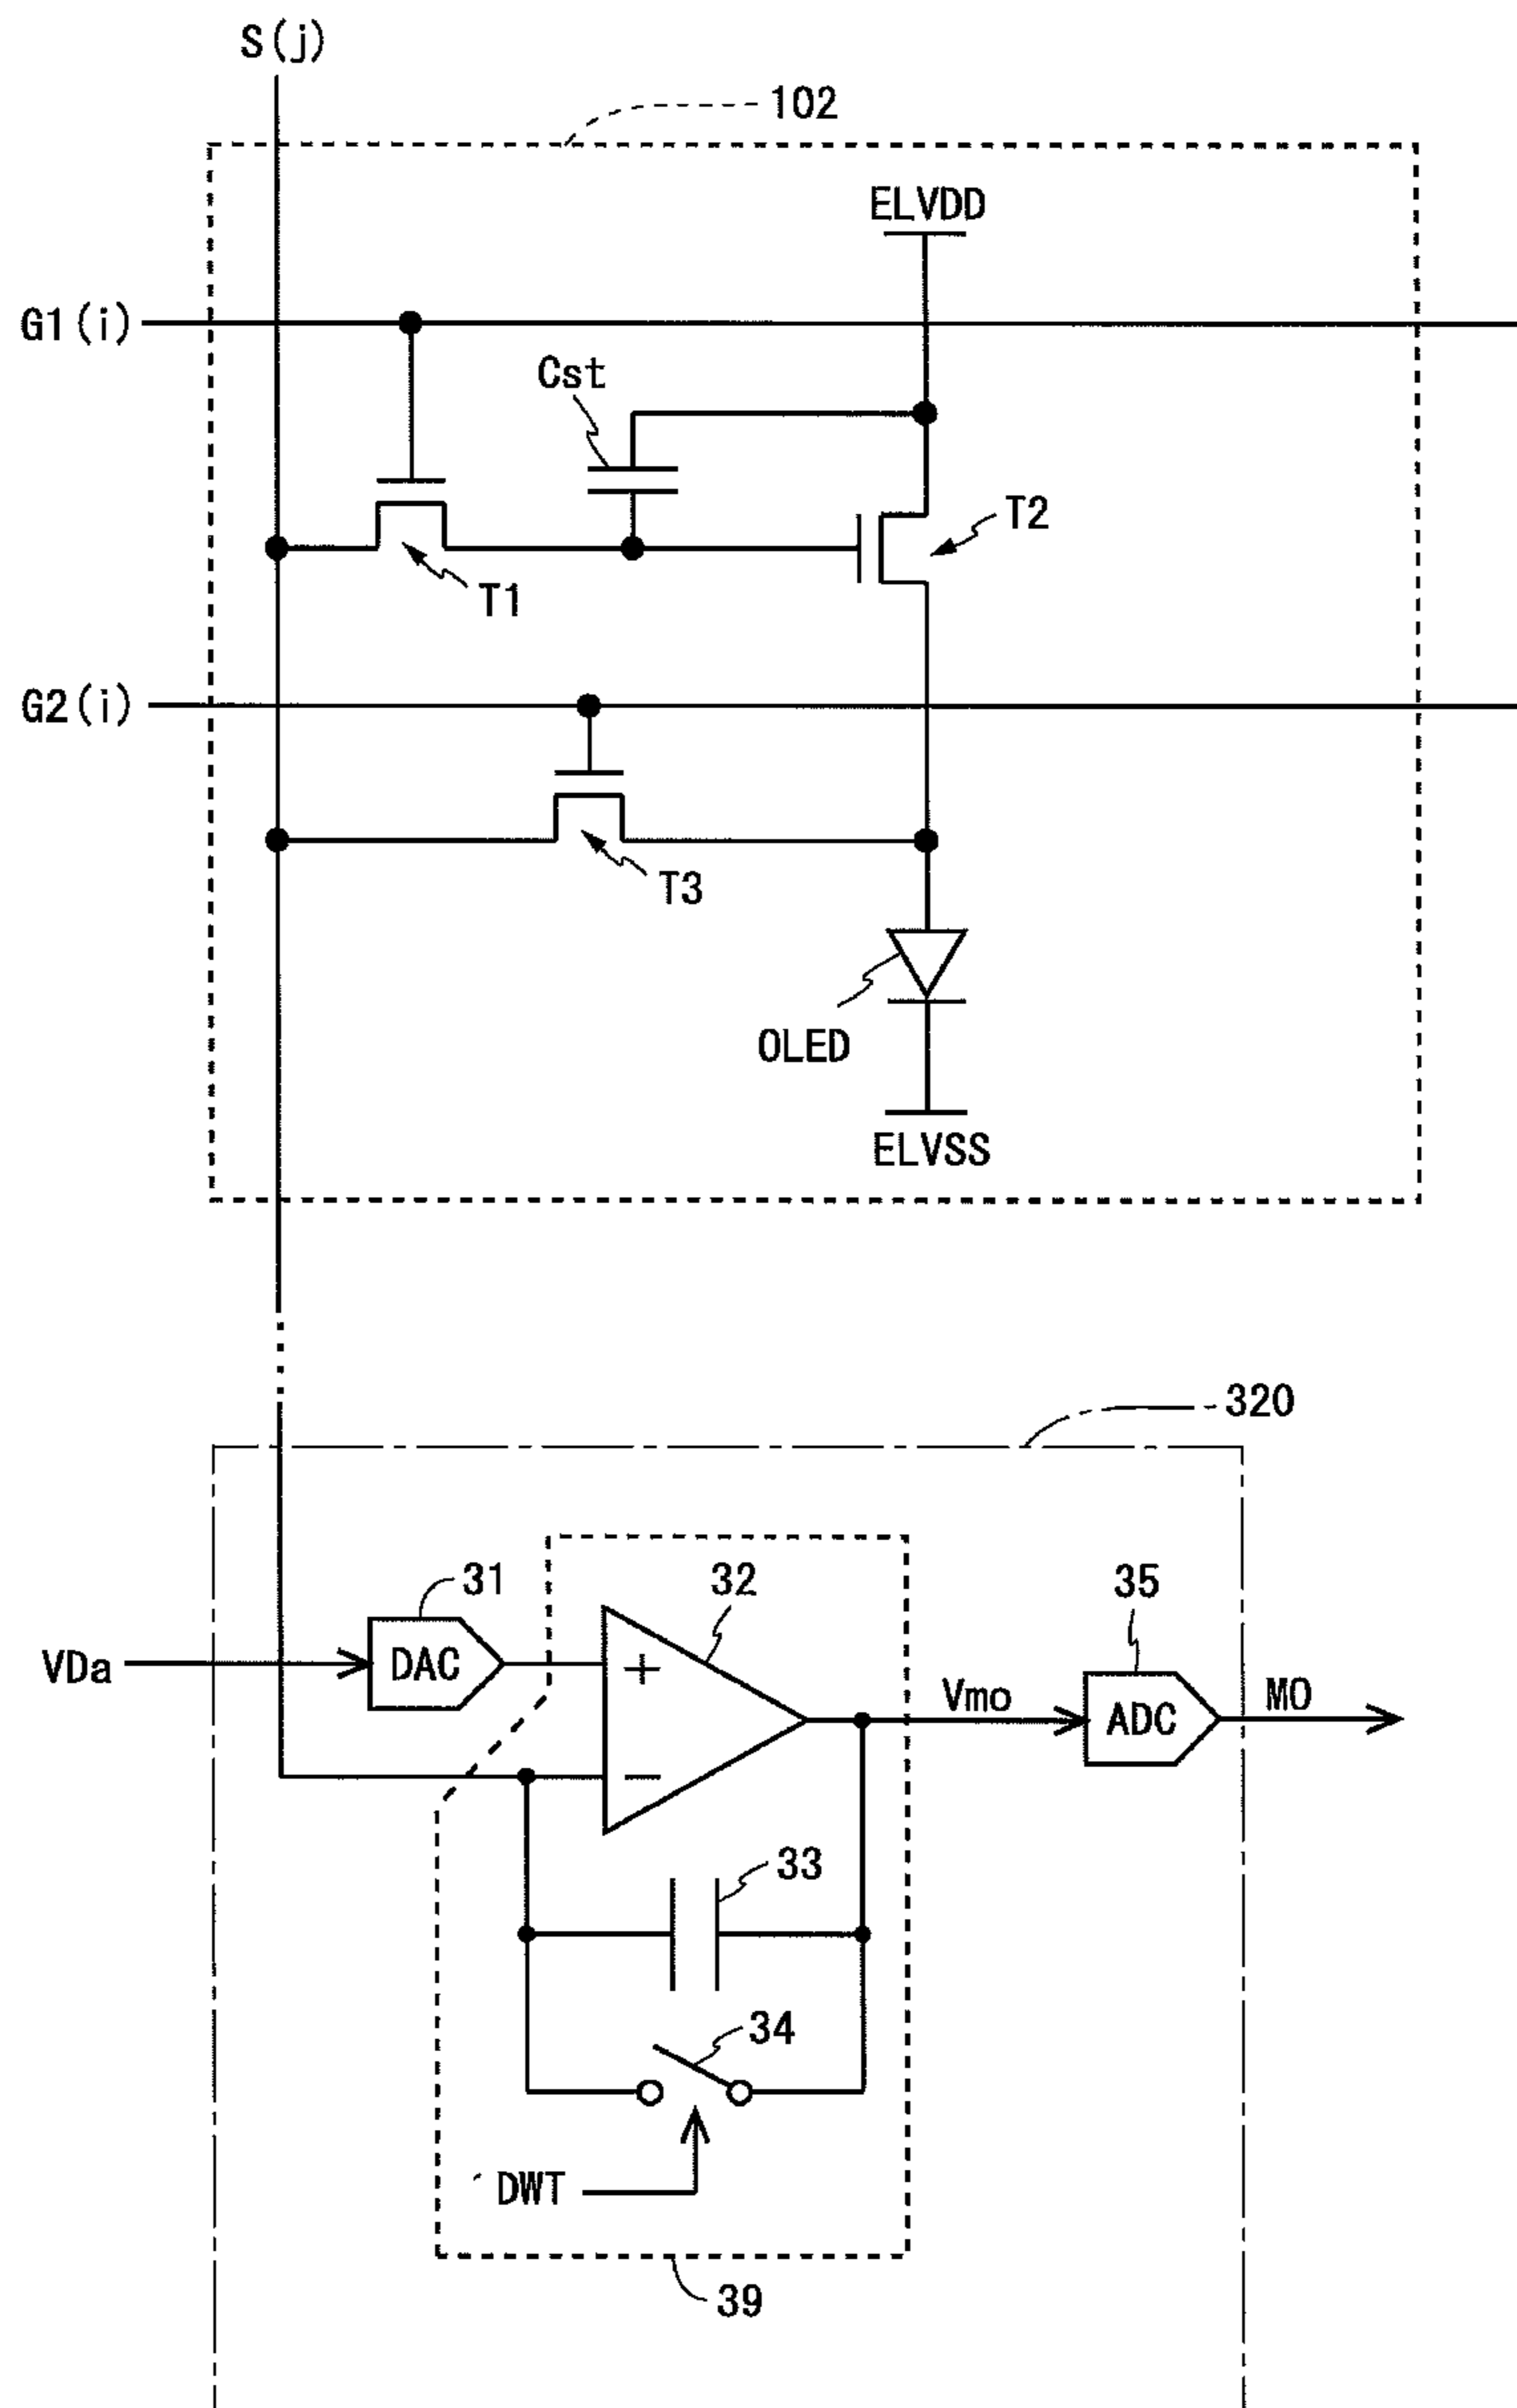 S(j)
102
ELVDD
G1(i)
Cst
T2
T1
G2(i)
T3
OLED
ELVSS
320
31
32
35
VDa
DAC
+
Vmo
ADC
MO
−
33
34
DWT
39